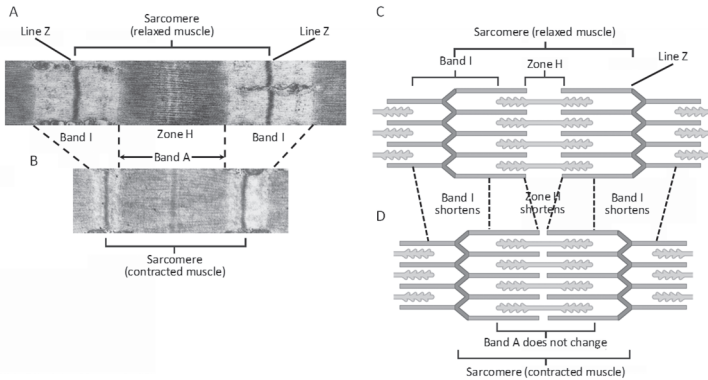 A
Sarcomere
(relaxed muscle)
Line Z
Line Z
Band I
Zone H
Band I
Band A
B
Sarcomere
(contracted muscle)
C
Sarcomere (relaxed muscle)
Line Z
Band I
Zone H
Band I
shortens
Zone H
shortens
Band I
shortens
D
Band A does not change
Sarcomere (contracted muscle)